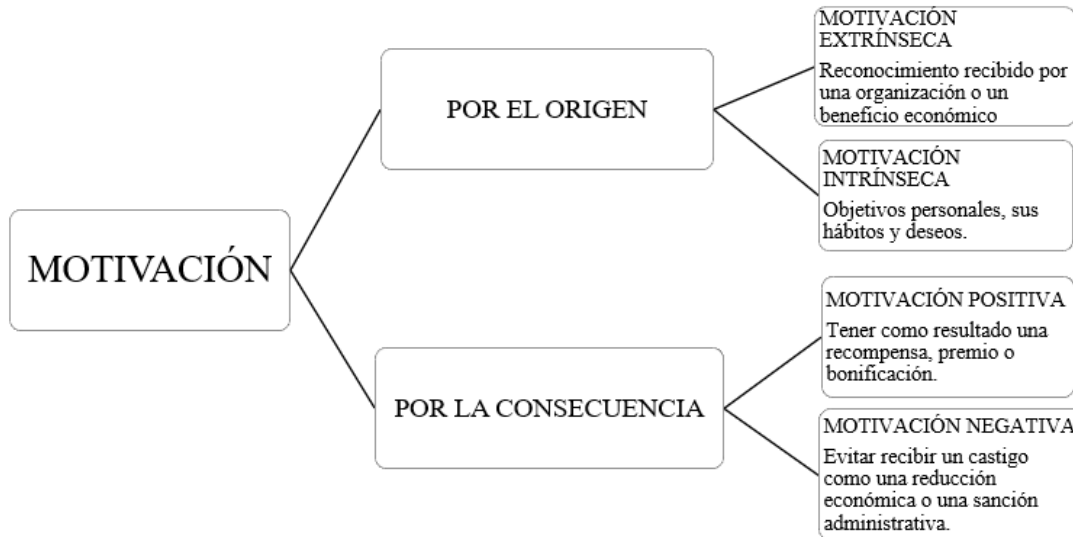 MOTIVACIÓN
POR EL ORIGEN
MOTIVACIÓN
EXTRÍNSECA
Reconocimiento recibido por
una organización o un
beneficio económico
MOTIVACIÓN
INTRÍNSECA
Objetivos personales, sus
hábitos y deseos.
POR LA CONSECUENCIA
MOTIVACIÓN POSITIVA
Tener como resultado una
recompensa, premio o
bonificación.
MOTIVACIÓN NEGATIVA
Evitar recibir un castigo
como una reducción
económica o una sanción
administrativa.